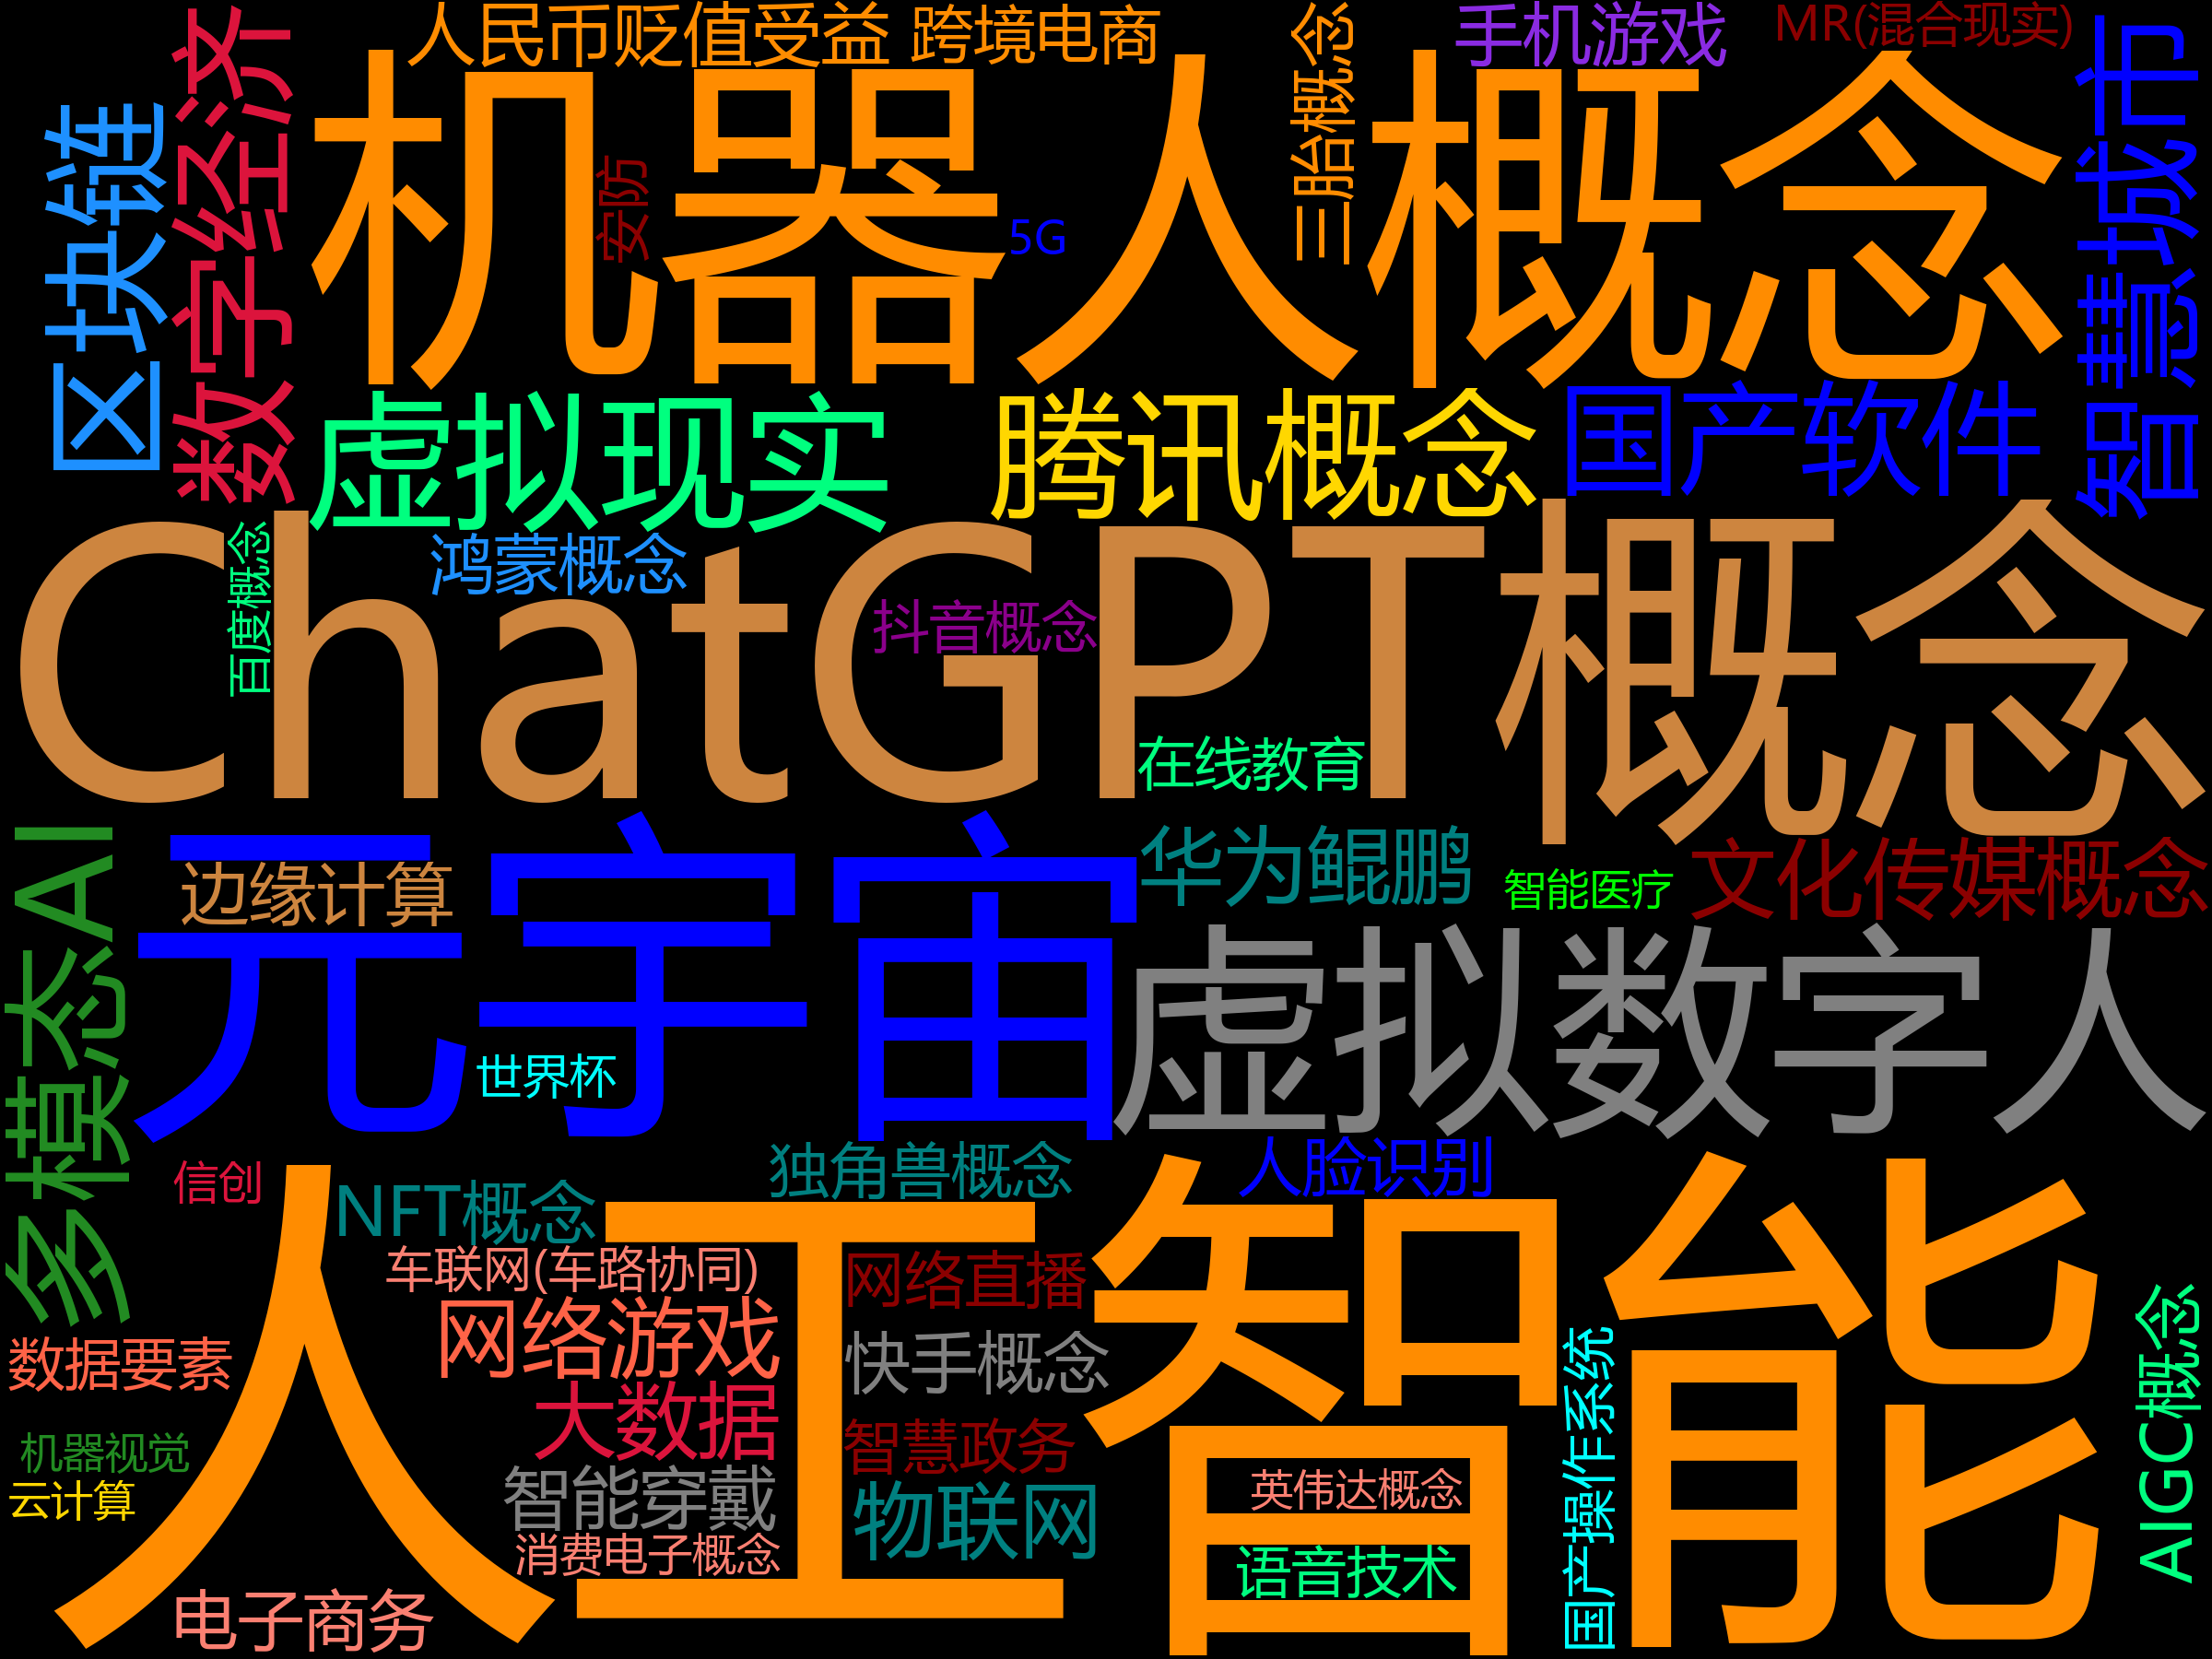 人民币贬值受益
跨境电商
三胎概念
手机游戏
MR(混合现实)
区块链
数字经济
机器人概念
安防
5G
智慧城市
虚拟现实
腾讯概念
国产软件
ChatGPT概念
百度概念
鸿蒙概念
抖音概念
在线教育
多模态AI
元宇宙
边缘计算
华为鲲鹏
智能医疗
文化传媒概念
虚拟数字人
世界杯
人工智能
信创
NFT概念
独角兽概念
人脸识别
车联网(车路协同)
网络直播
网络游戏
数据要素
快手概念
大数据
智慧政务
机器视觉
智能穿戴
物联网
英伟达概念
云计算
消费电子概念
语音技术
国产操作系统
AIGC概念
电子商务